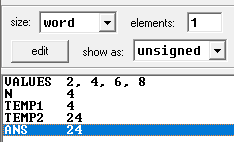 size: word elements: 1
edit show as: unsigned
VALUES 2, 4, 6, 8
N 4
TEMP1 4
TEMP2 24
ANS 24